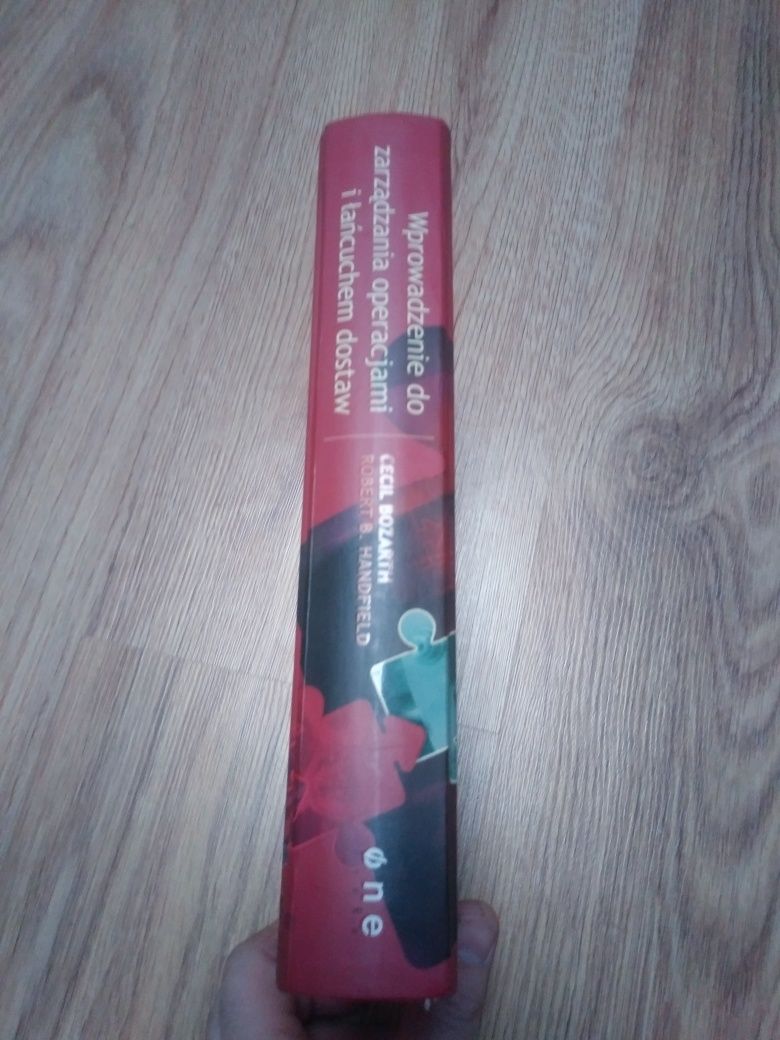 Wprowadzenie do
zarządzania operacjami
i łańcuchem dostaw
CECIL BOZARTH
ROBERT B. HANDFIELD
one